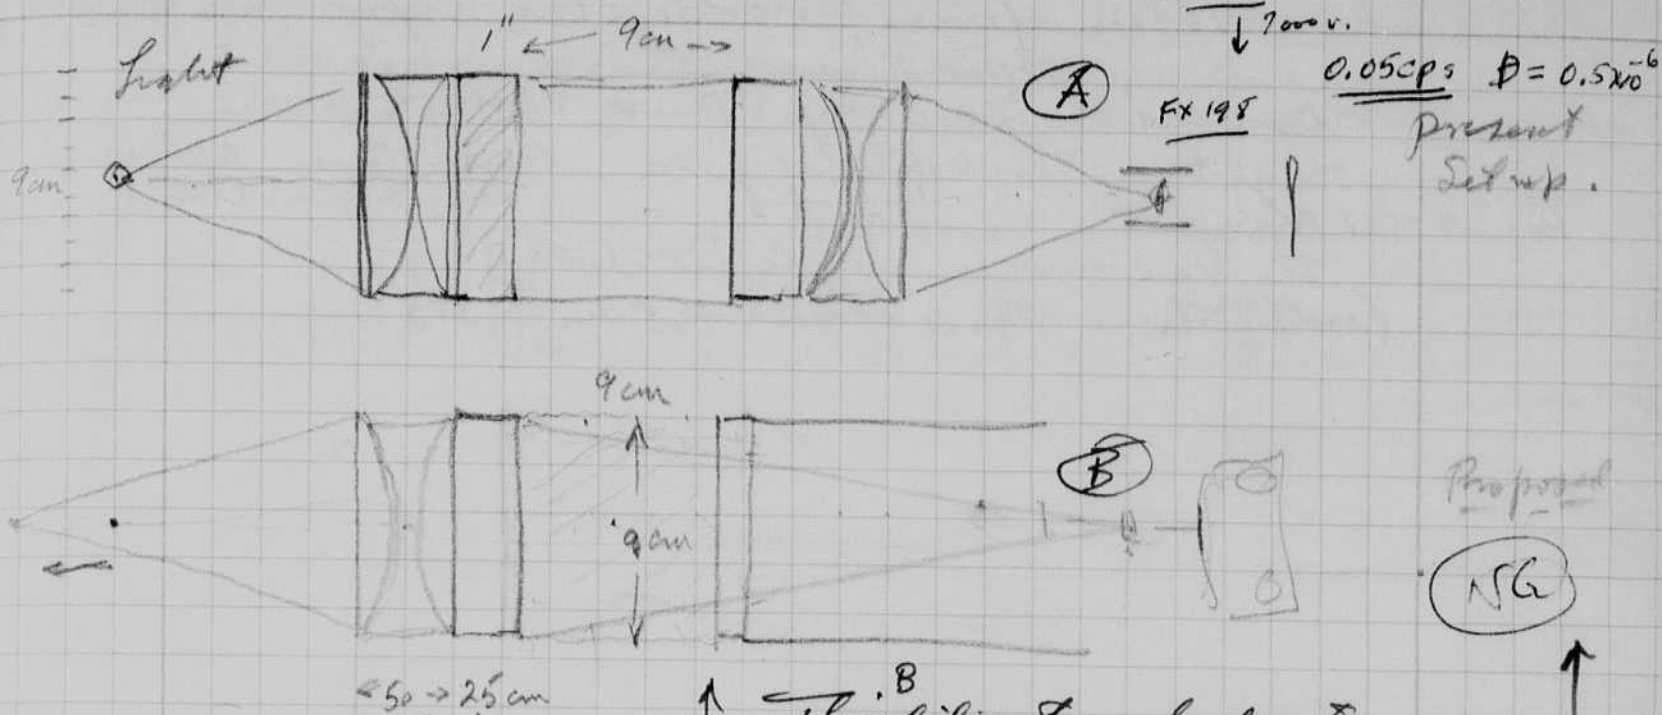 7000 v.
1" ← 9cm →
Light
0.05cps D = 0.5x10^-6
A
FX 198
present
Set up.
9cm
9cm
B
Proposed
9cm
NG
←50→25cm
.B